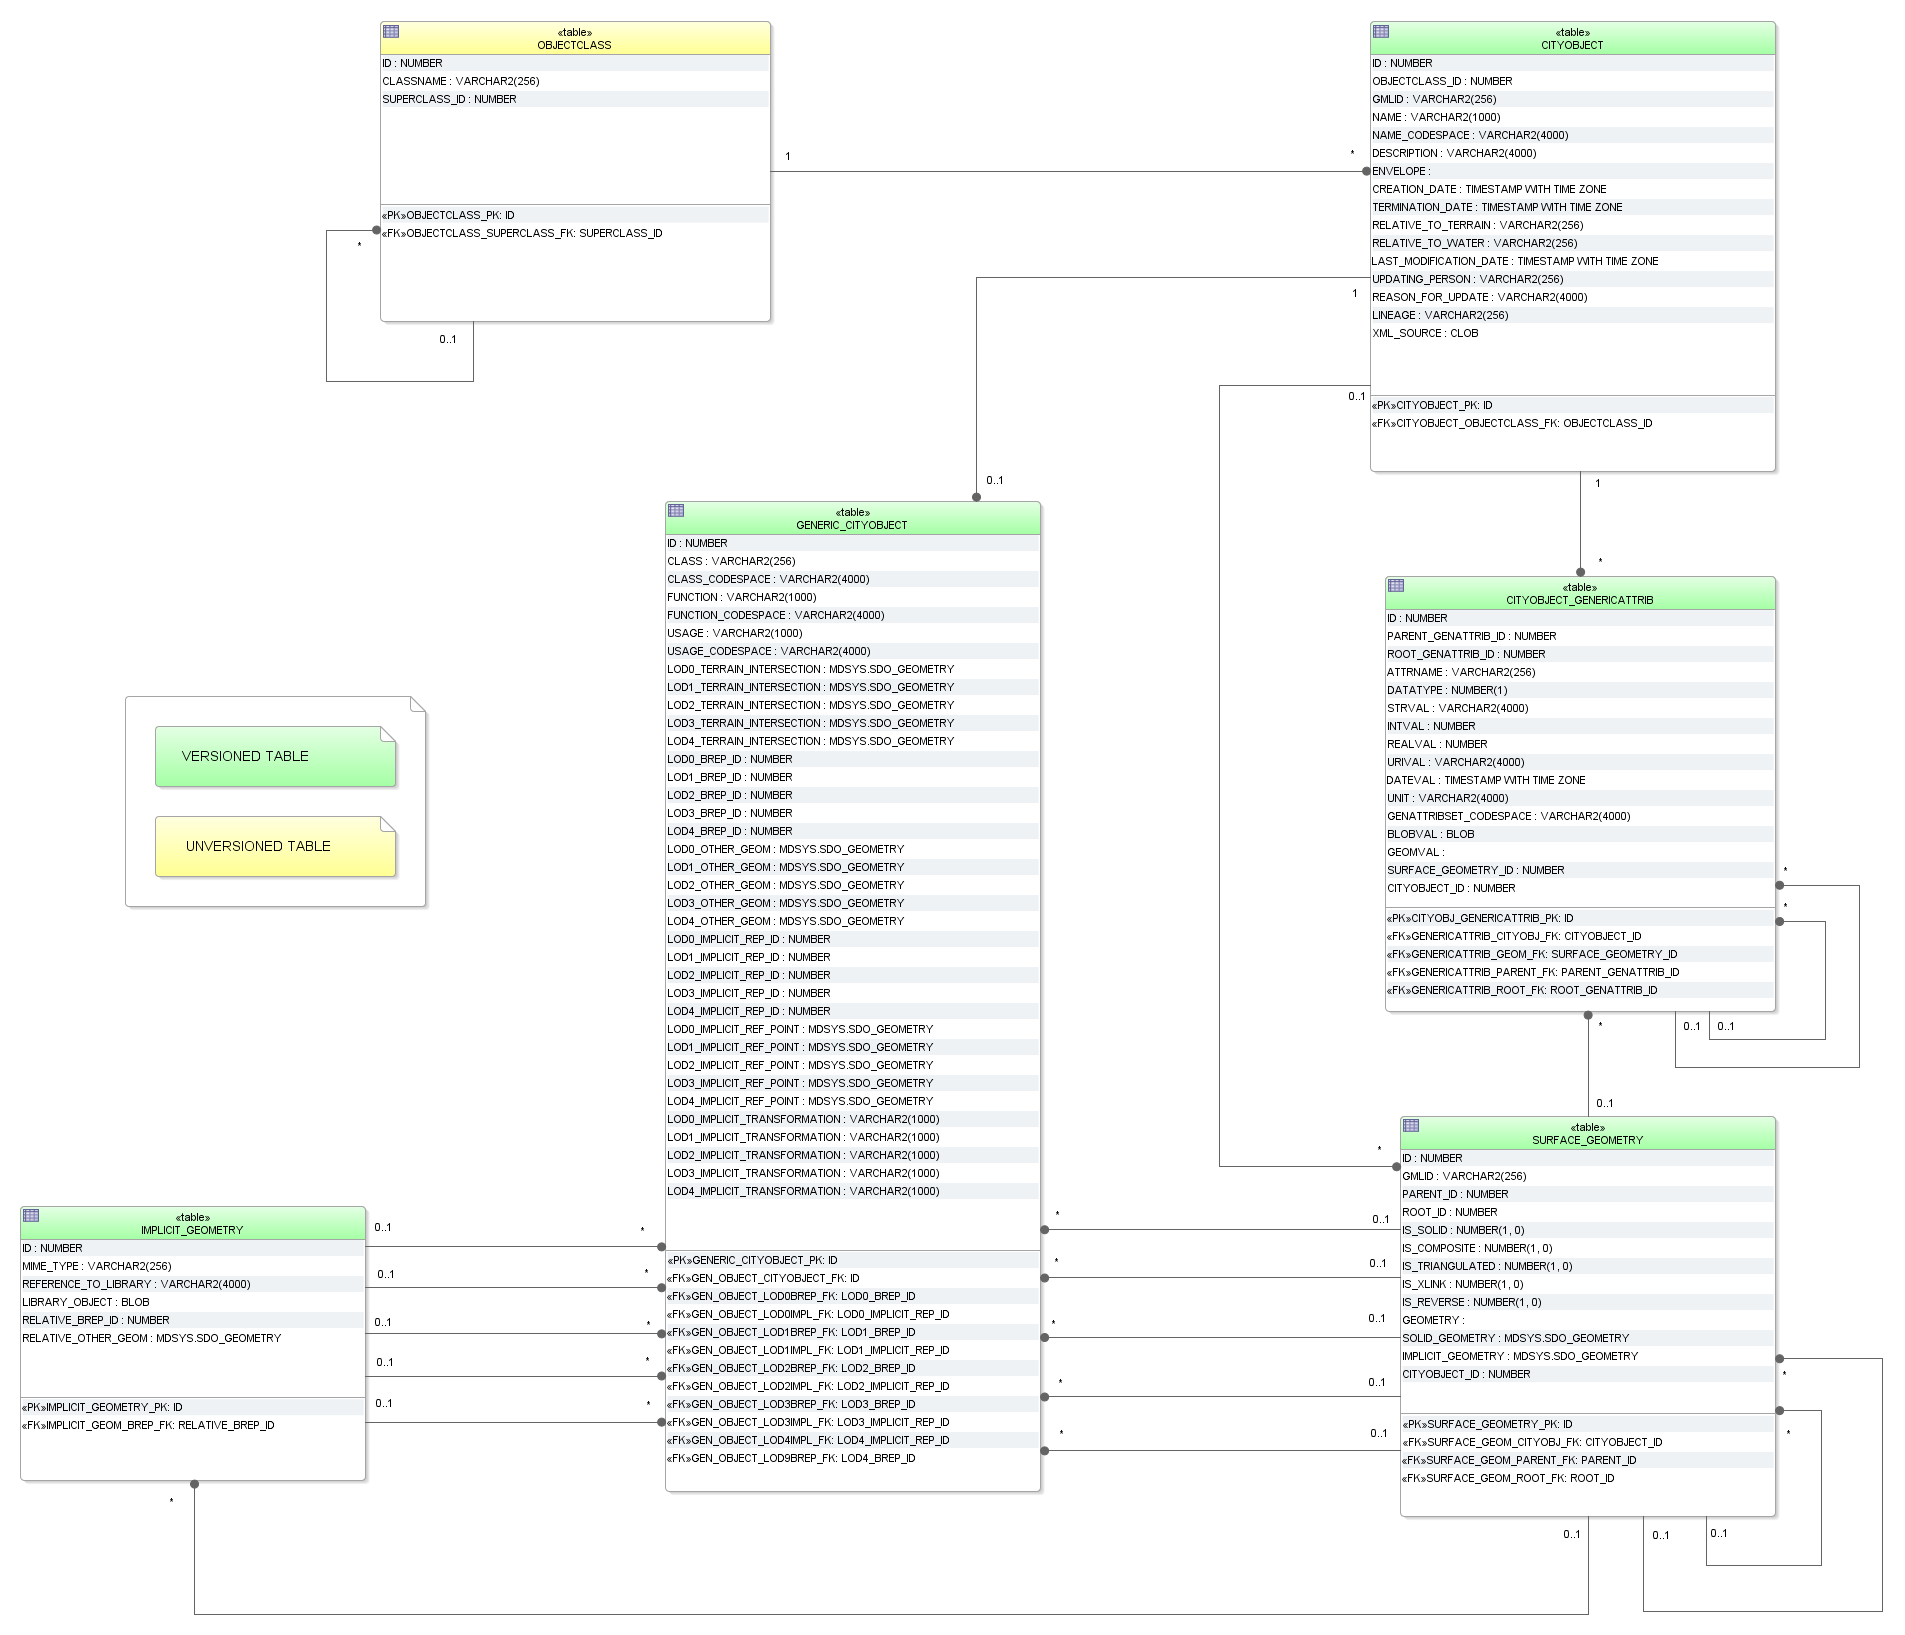 «table»
OBJECTCLASS
ID : NUMBER
CLASSNAME : VARCHAR2(256)
SUPERCLASS_ID : NUMBER
«PK»OBJECTCLASS_PK: ID
«FK»OBJECTCLASS_SUPERCLASS_FK: SUPERCLASS_ID
*
0..1
1
*
«table»
CITYOBJECT
ID : NUMBER
OBJECTCLASS_ID : NUMBER
GMLID : VARCHAR2(256)
NAME : VARCHAR2(1000)
NAME_CODESPACE : VARCHAR2(4000)
DESCRIPTION : VARCHAR2(4000)
ENVELOPE :
CREATION_DATE : TIMESTAMP WITH TIME ZONE
TERMINATION_DATE : TIMESTAMP WITH TIME ZONE
RELATIVE_TO_TERRAIN : VARCHAR2(256)
RELATIVE_TO_WATER : VARCHAR2(256)
LAST_MODIFICATION_DATE : TIMESTAMP WITH TIME ZONE
UPDATING_PERSON : VARCHAR2(256)
REASON_FOR_UPDATE : VARCHAR2(4000)
LINEAGE : VARCHAR2(256)
XML_SOURCE : CLOB
«PK»CITYOBJECT_PK: ID
«FK»CITYOBJECT_OBJECTCLASS_FK: OBJECTCLASS_ID
1
0..1
0..1
1
*
«table»
GENERIC_CITYOBJECT
ID : NUMBER
CLASS : VARCHAR2(256)
CLASS_CODESPACE : VARCHAR2(4000)
FUNCTION : VARCHAR2(1000)
FUNCTION_CODESPACE : VARCHAR2(4000)
USAGE : VARCHAR2(1000)
USAGE_CODESPACE : VARCHAR2(4000)
LOD0_TERRAIN_INTERSECTION : MDSYS.SDO_GEOMETRY
LOD1_TERRAIN_INTERSECTION : MDSYS.SDO_GEOMETRY
LOD2_TERRAIN_INTERSECTION : MDSYS.SDO_GEOMETRY
LOD3_TERRAIN_INTERSECTION : MDSYS.SDO_GEOMETRY
LOD4_TERRAIN_INTERSECTION : MDSYS.SDO_GEOMETRY
LOD0_BREP_ID : NUMBER
LOD1_BREP_ID : NUMBER
LOD2_BREP_ID : NUMBER
LOD3_BREP_ID : NUMBER
LOD4_BREP_ID : NUMBER
LOD0_OTHER_GEOM : MDSYS.SDO_GEOMETRY
LOD1_OTHER_GEOM : MDSYS.SDO_GEOMETRY
LOD2_OTHER_GEOM : MDSYS.SDO_GEOMETRY
LOD3_OTHER_GEOM : MDSYS.SDO_GEOMETRY
LOD4_OTHER_GEOM : MDSYS.SDO_GEOMETRY
LOD0_IMPLICIT_REP_ID : NUMBER
LOD1_IMPLICIT_REP_ID : NUMBER
LOD2_IMPLICIT_REP_ID : NUMBER
LOD3_IMPLICIT_REP_ID : NUMBER
LOD4_IMPLICIT_REP_ID : NUMBER
LOD0_IMPLICIT_REF_POINT : MDSYS.SDO_GEOMETRY
LOD1_IMPLICIT_REF_POINT : MDSYS.SDO_GEOMETRY
LOD2_IMPLICIT_REF_POINT : MDSYS.SDO_GEOMETRY
LOD3_IMPLICIT_REF_POINT : MDSYS.SDO_GEOMETRY
LOD4_IMPLICIT_REF_POINT : MDSYS.SDO_GEOMETRY
LOD0_IMPLICIT_TRANSFORMATION : VARCHAR2(1000)
LOD1_IMPLICIT_TRANSFORMATION : VARCHAR2(1000)
LOD2_IMPLICIT_TRANSFORMATION : VARCHAR2(1000)
LOD3_IMPLICIT_TRANSFORMATION : VARCHAR2(1000)
LOD4_IMPLICIT_TRANSFORMATION : VARCHAR2(1000)
«PK»GENERIC_CITYOBJECT_PK: ID
«FK»GEN_OBJECT_CITYOBJECT_FK: ID
«FK»GEN_OBJECT_LOD0BREP_FK: LOD0_BREP_ID
«FK»GEN_OBJECT_LOD0IMPL_FK: LOD0_IMPLICIT_REP_ID
«FK»GEN_OBJECT_LOD1BREP_FK: LOD1_BREP_ID
«FK»GEN_OBJECT_LOD1IMPL_FK: LOD1_IMPLICIT_REP_ID
«FK»GEN_OBJECT_LOD2BREP_FK: LOD2_BREP_ID
«FK»GEN_OBJECT_LOD2IMPL_FK: LOD2_IMPLICIT_REP_ID
«FK»GEN_OBJECT_LOD3BREP_FK: LOD3_BREP_ID
«FK»GEN_OBJECT_LOD3IMPL_FK: LOD3_IMPLICIT_REP_ID
«FK»GEN_OBJECT_LOD4IMPL_FK: LOD4_IMPLICIT_REP_ID
«FK»GEN_OBJECT_LOD9BREP_FK: LOD4_BREP_ID
«table»
CITYOBJECT_GENERICATTRIB
ID : NUMBER
PARENT_GENATTRIB_ID : NUMBER
ROOT_GENATTRIB_ID : NUMBER
ATTRNAME : VARCHAR2(256)
DATATYPE : NUMBER(1)
STRVAL : VARCHAR2(4000)
INTVAL : NUMBER
REALVAL : NUMBER
URIVAL : VARCHAR2(4000)
DATEVAL : TIMESTAMP WITH TIME ZONE
UNIT : VARCHAR2(4000)
GENATTRIBSET_CODESPACE : VARCHAR2(4000)
BLOBVAL : BLOB
GEOMVAL :
SURFACE_GEOMETRY_ID : NUMBER
CITYOBJECT_ID : NUMBER
«PK»CITYOBJ_GENERICATTRIB_PK: ID
«FK»GENERICATTRIB_CITYOBJ_FK: CITYOBJECT_ID
«FK»GENERICATTRIB_GEOM_FK: SURFACE_GEOMETRY_ID
«FK»GENERICATTRIB_PARENT_FK: PARENT_GENATTRIB_ID
«FK»GENERICATTRIB_ROOT_FK: ROOT_GENATTRIB_ID
*
*
*
0..1
0..1
0..1
VERSIONED TABLE
UNVERSIONED TABLE
«table»
IMPLICIT_GEOMETRY
ID : NUMBER
MIME_TYPE : VARCHAR2(256)
REFERENCE_TO_LIBRARY : VARCHAR2(4000)
LIBRARY_OBJECT : BLOB
RELATIVE_BREP_ID : NUMBER
RELATIVE_OTHER_GEOM : MDSYS.SDO_GEOMETRY
«PK»IMPLICIT_GEOMETRY_PK: ID
«FK»IMPLICIT_GEOM_BREP_FK: RELATIVE_BREP_ID
0..1
*
0..1
*
0..1
*
0..1
*
0..1
*
*
«table»
SURFACE_GEOMETRY
ID : NUMBER
GMLID : VARCHAR2(256)
PARENT_ID : NUMBER
ROOT_ID : NUMBER
IS_SOLID : NUMBER(1, 0)
IS_COMPOSITE : NUMBER(1, 0)
IS_TRIANGULATED : NUMBER(1, 0)
IS_XLINK : NUMBER(1, 0)
IS_REVERSE : NUMBER(1, 0)
GEOMETRY :
SOLID_GEOMETRY : MDSYS.SDO_GEOMETRY
IMPLICIT_GEOMETRY : MDSYS.SDO_GEOMETRY
CITYOBJECT_ID : NUMBER
«PK»SURFACE_GEOMETRY_PK: ID
«FK»SURFACE_GEOM_CITYOBJ_FK: CITYOBJECT_ID
«FK»SURFACE_GEOM_PARENT_FK: PARENT_ID
«FK»SURFACE_GEOM_ROOT_FK: ROOT_ID
*
*
0..1
*
0..1
*
0..1
*
0..1
*
0..1
*
*
0..1
0..1
0..1